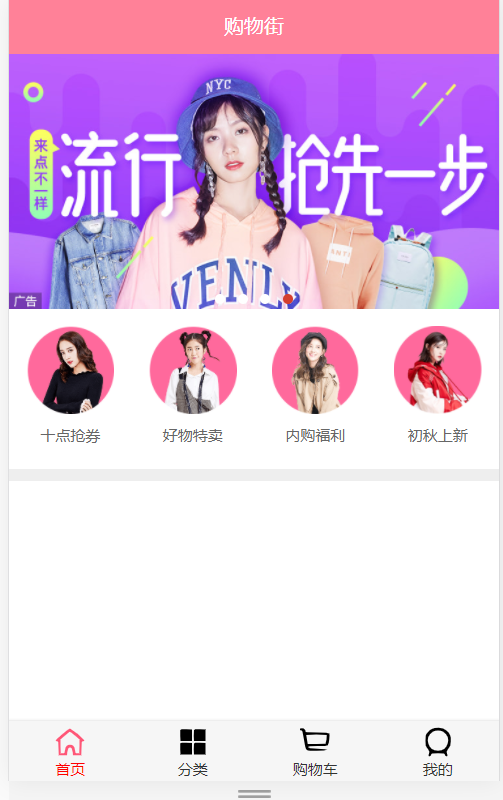 购物街
NYC
来点不一样
流行 抢先一步
VENLY
广告
十点抢券
好物特卖
内购福利
初秋上新
首页
分类
购物车
我的